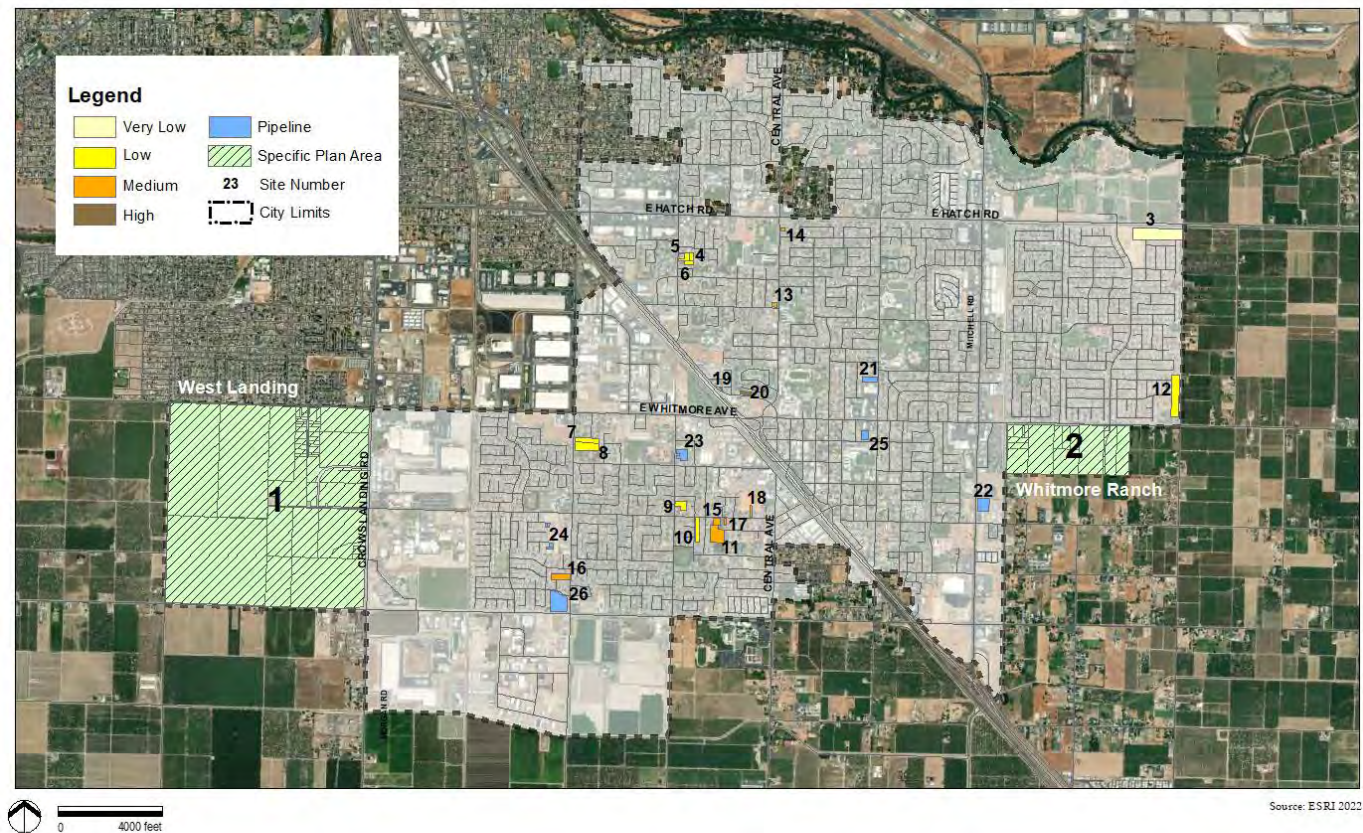 Legend
Very Low
Low
Medium
High
Pipeline
Specific Plan Area
23 Site Number
City Limits
CENTRAL AVE
E HATCH RD
E HATCH RD
3
14
5
4
6
13
MITCHELL RD
West Landing
19
20
21
12
E WHITMORE AVE
7
8
23
25
2
Whitmore Ranch
1
CROWS LANDING RD
9
10
15
17
18
11
22
24
16
26
CENTRAL AVE
0 4000 feet
Source: ESRI 2022